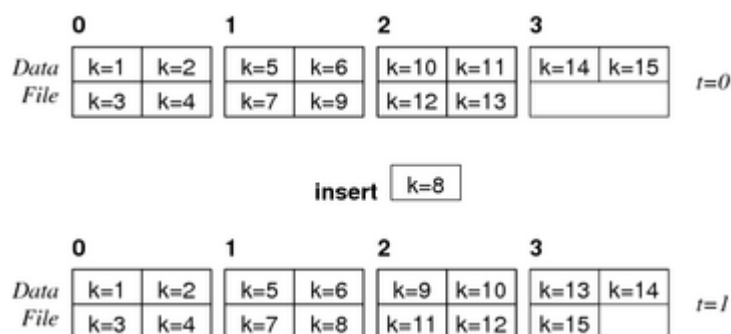 0 1 2 3
Data k=1 k=2 k=5 k=6 k=10 k=11 k=14 k=15 t=0
File k=3 k=4 k=7 k=9 k=12 k=13
insert k=8
0 1 2 3
Data k=1 k=2 k=5 k=6 k=9 k=10 k=13 k=14 t=1
File k=3 k=4 k=7 k=8 k=11 k=12 k=15